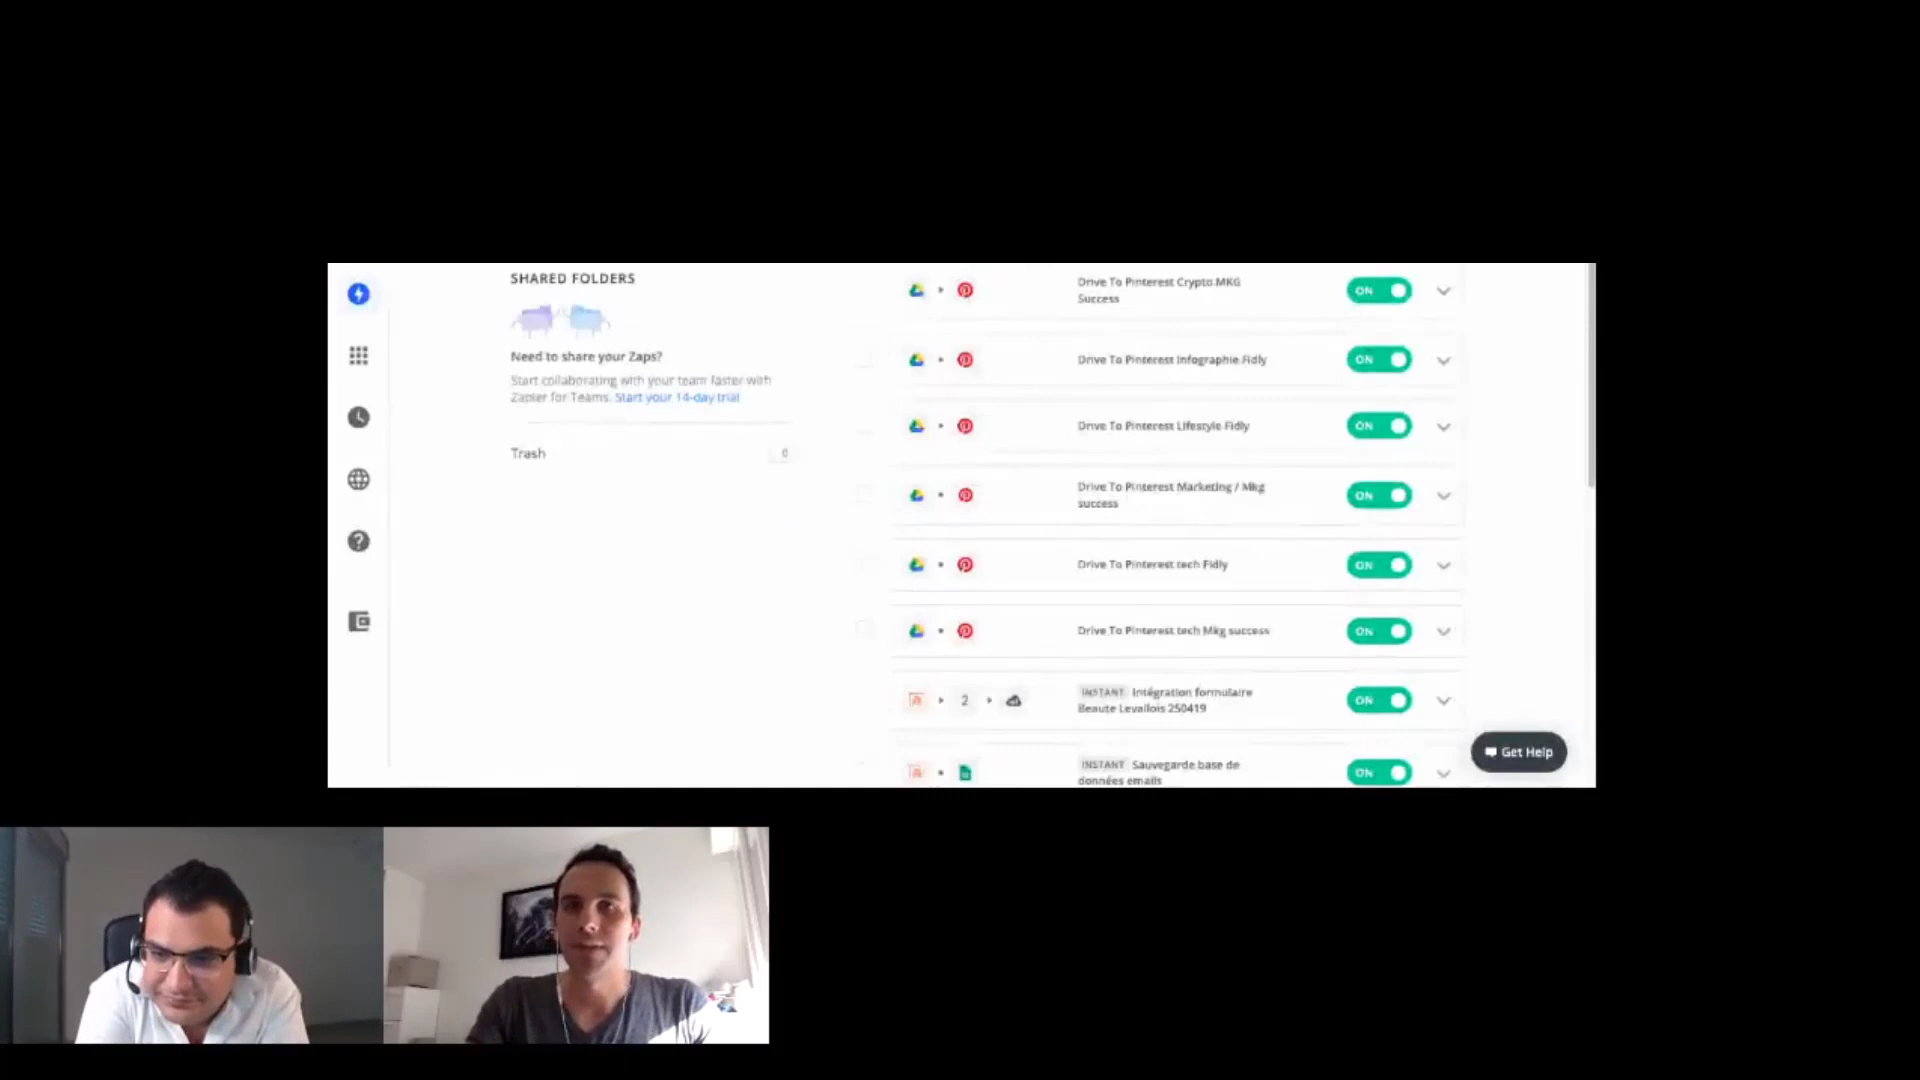 SHARED FOLDERS
Need to share your Zaps?
Start collaborating with your team faster with
Zapier for Teams. Start your 14-day trial
Trash
0
Drive To Pinterest Crypto.MKG
Success
ON
Drive To Pinterest Infographie.Fidly
ON
Drive To Pinterest Lifestyle.Fidly
ON
Drive To Pinterest Marketing / Mkg
success
ON
Drive To Pinterest tech Fidly
ON
Drive To Pinterest tech Mkg success
ON
2
INSTANT Intégration formulaire
Beaute Levallois 250419
ON
INSTANT Sauvegarde base de
données emails
ON
Get Help